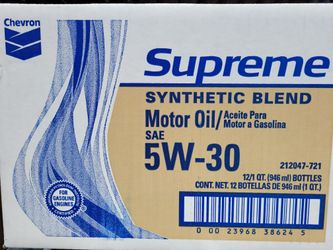 Chevron
Supreme
SYNTHETIC BLEND
Motor Oil/ Aceite Para
Motor a Gasolina
SAE
5W-30
212047-721
12/1 QT. (946 ml) BOTTLES
CONT. NET. 12 BOTELLAS DE 946 ml (1 QT.)
FOR
GASOLINE
ENGINES
0 00 23968 38624 5